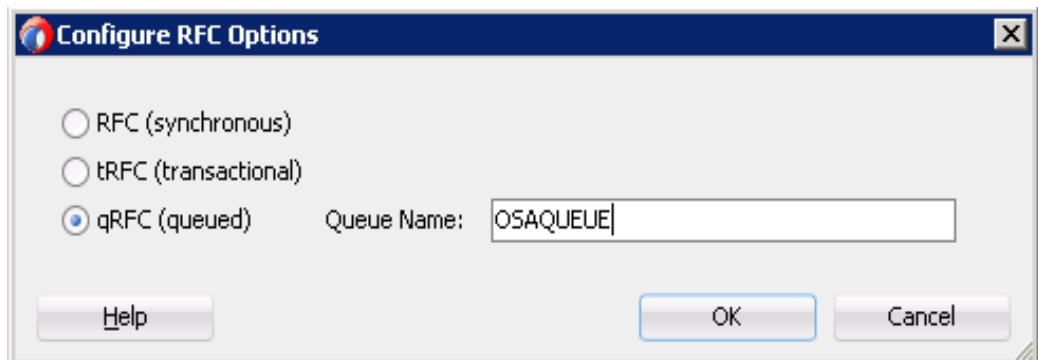 Configure RFC Options
RFC (synchronous)
tRFC (transactional)
qRFC (queued) Queue Name: OSAQUEUE
Help OK Cancel